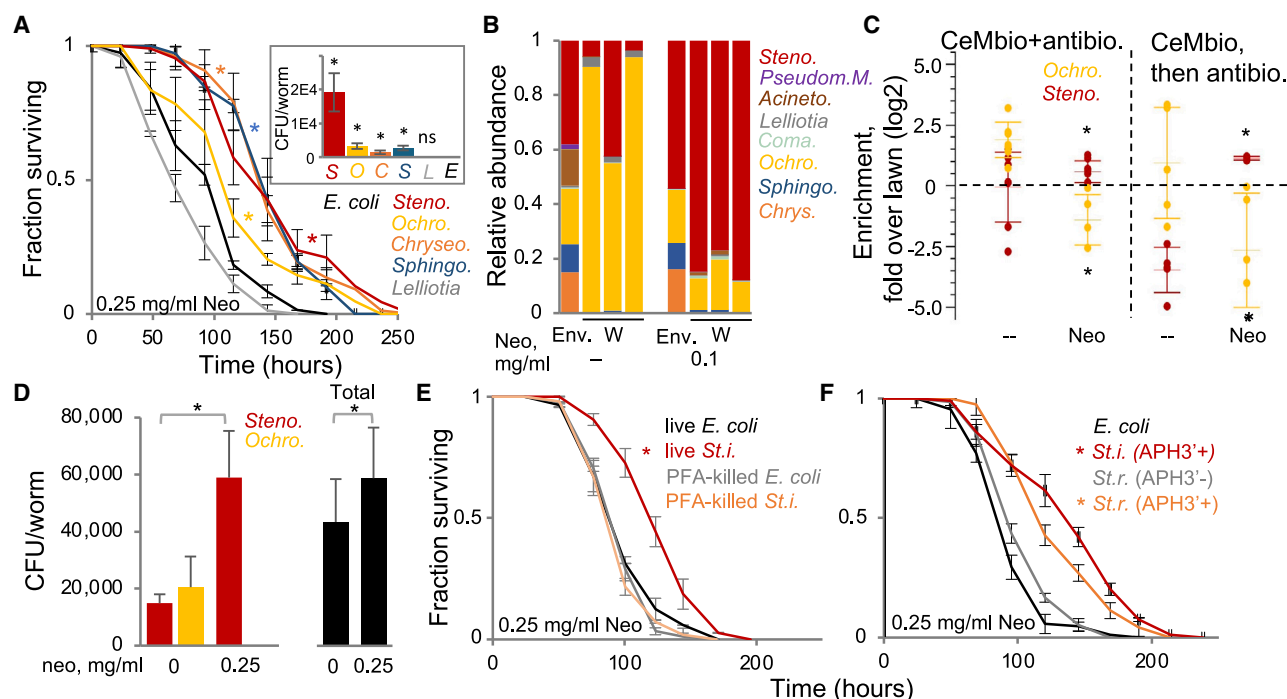 A
Fraction surviving
1
0.5
0
0 50 100 150 200 250
Time (hours)
0.25 mg/ml Neo
*
*
*
*
CFU/worm
2E4
1E4
0
* * * * ns
S O C S L E
E. coli
Steno.
Ochro.
Chryseo.
Sphingo.
Lelliotia
B
Relative abundance
1
0.8
0.6
0.4
0.2
0
Steno.
Pseudom.M.
Acineto.
Lelliotia
Coma.
Ochro.
Sphingo.
Chrys.
Env. W Env. W
Neo, – 0.1
mg/ml
C
CeMbio+antibio.
CeMbio,
then antibio.
Ochro.
Steno.
Enrichment,
fold over lawn (log2)
5.0
2.5
0
-2.5
-5.0
* *
* *
-- Neo -- Neo
D
CFU/worm
80,000
60,000
40,000
20,000
0
*
Steno.
Ochro.
Total
*
neo, mg/ml 0 0.25 0 0.25
E
Fraction surviving
1
0.5
0
0 100 200
0.25 mg/ml Neo
live E. coli
* live St.i.
PFA-killed E. coli
PFA-killed St.i.
F
1
0.5
0
0 100 200
0.25 mg/ml Neo
E. coli
* St.i. (APH3'+)
St.r. (APH3'-)
* St.r. (APH3'+)
Time (hours)